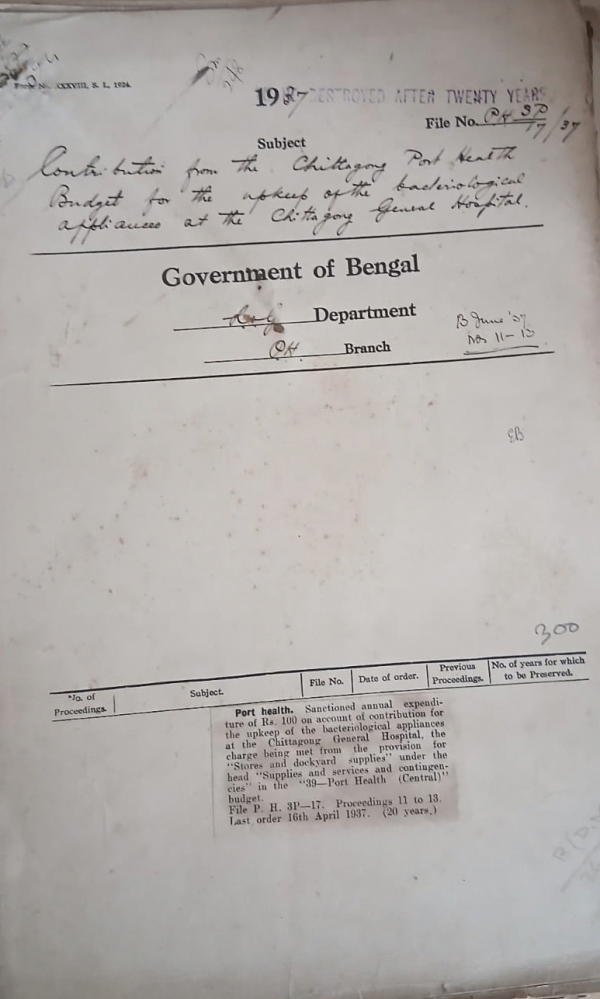 XXXVIII, S. L. 1924.
1937 DESTROYED AFTER TWENTY YEARS
File No. PH 3P/17/37
Subject
Contribution from the Chittagong Port Health
Budget for the upkeep of the bacteriological
appliances at the Chittagong General Hospital.
Government of Bengal
Department
PH. Branch
B June '37
Nos 11-13
300
No. of Proceedings.
Subject.
File No.
Date of order.
Previous Proceedings.
No. of years for which to be Preserved.
Port health. Sanctioned annual expendi-
ture of Rs. 100 on account of contribution for
the upkeep of the bacteriological appliances
at the Chittagong General Hospital, the
charge being met from the provision for
"Stores and dockyard supplies" under the
head "Supplies and services and contingen-
cies" in the "39—Port Health (Central)"
budget.
File P. H. 3P—17. Proceedings 11 to 13.
Last order 16th April 1937. (20 years.)